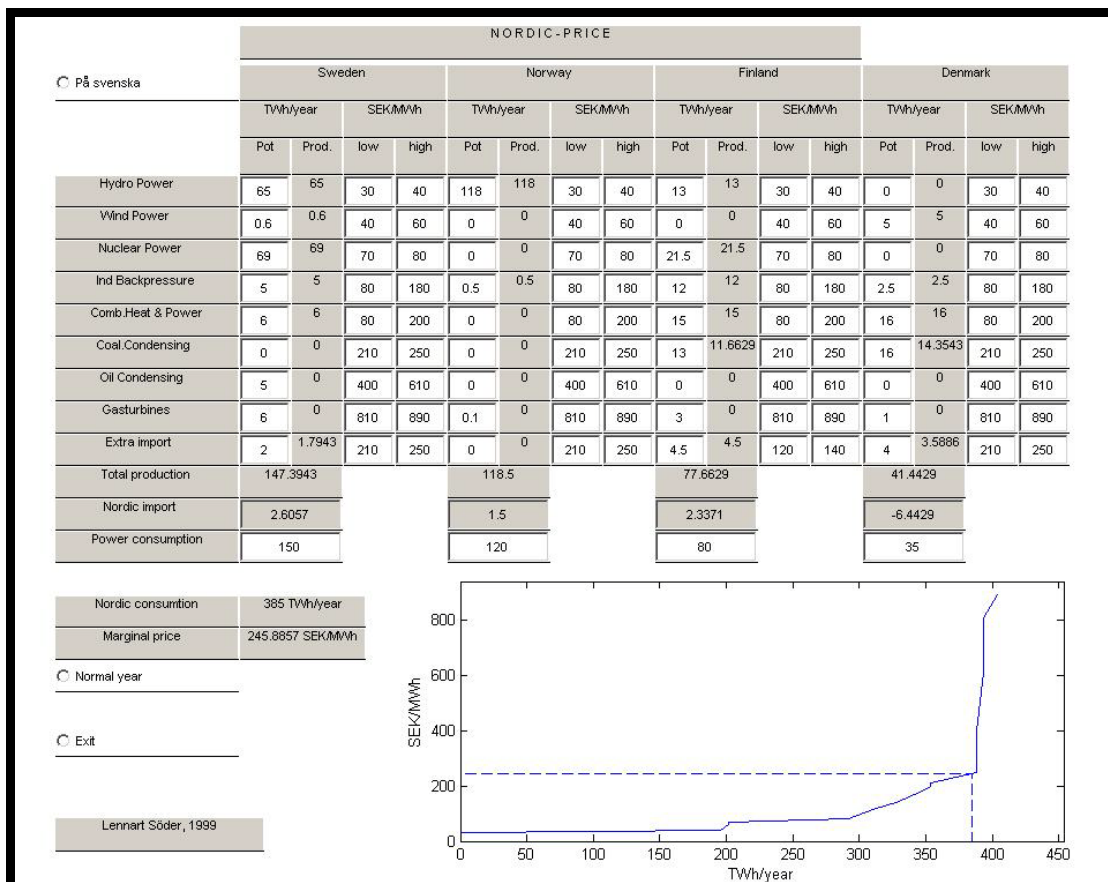 NORDIC-PRICE
På svenska
Sweden Norway Finland Denmark
TWh/year SEK/MWh TWh/year SEK/MWh TWh/year SEK/MWh TWh/year SEK/MWh
Pot Prod. low high Pot Prod. low high Pot Prod. low high Pot Prod. low high
Hydro Power 65 65 30 40 118 118 30 40 13 13 30 40 0 0 30 40
Wind Power 0.6 0.6 40 60 0 0 40 60 0 0 40 60 5 5 40 60
Nuclear Power 69 69 70 80 0 0 70 80 21.5 21.5 70 80 0 0 70 80
Ind Backpressure 5 5 80 180 0.5 0.5 80 180 12 12 80 180 2.5 2.5 80 180
Comb.Heat & Power 6 6 80 200 0 0 80 200 15 15 80 200 16 16 80 200
Coal.Condensing 0 0 210 250 0 0 210 250 13 11.6629 210 250 16 14.3543 210 250
Oil Condensing 5 0 400 610 0 0 400 610 0 0 400 610 0 0 400 610
Gasturbines 6 0 810 890 0.1 0 810 890 3 0 810 890 1 0 810 890
Extra import 2 1.7943 210 250 0 0 210 250 4.5 4.5 120 140 4 3.5886 210 250
Total production 147.3943 118.5 77.6629 41.4429
Nordic import 2.6057 1.5 2.3371 -6.4429
Power consumption 150 120 80 35
Nordic consumtion 385 TWh/year
Marginal price 245.8857 SEK/MWh
Normal year
Exit
Lennart Söder, 1999
SEK/MWh
800
600
400
200
0
0 50 100 150 200 250 300 350 400 450
TWh/year